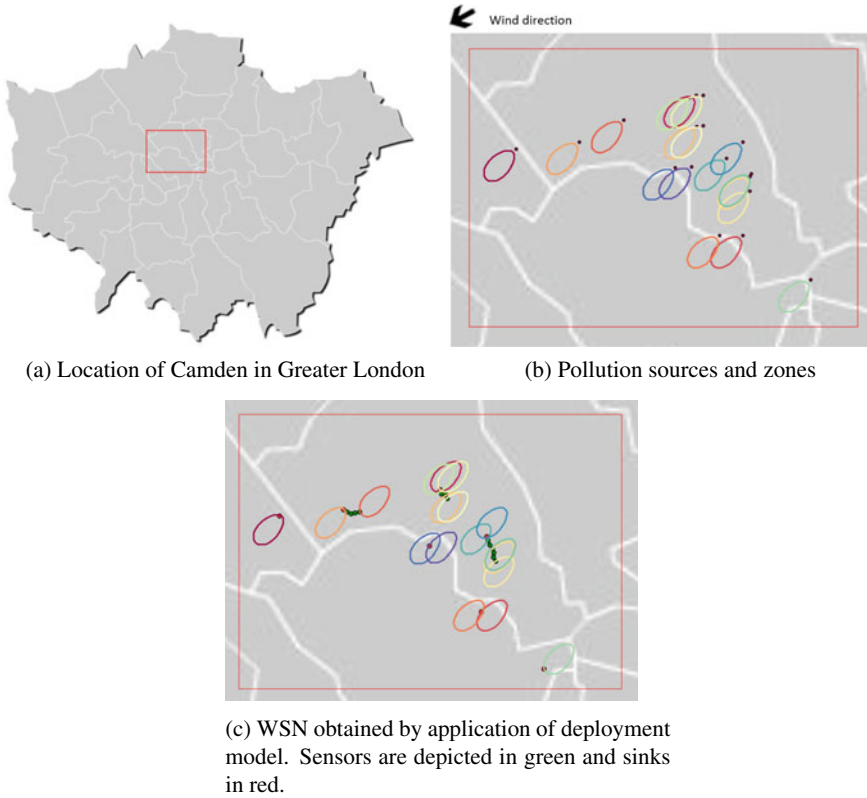 Wind direction
(a) Location of Camden in Greater London
(b) Pollution sources and zones
(c) WSN obtained by application of deployment
model. Sensors are depicted in green and sinks
in red.